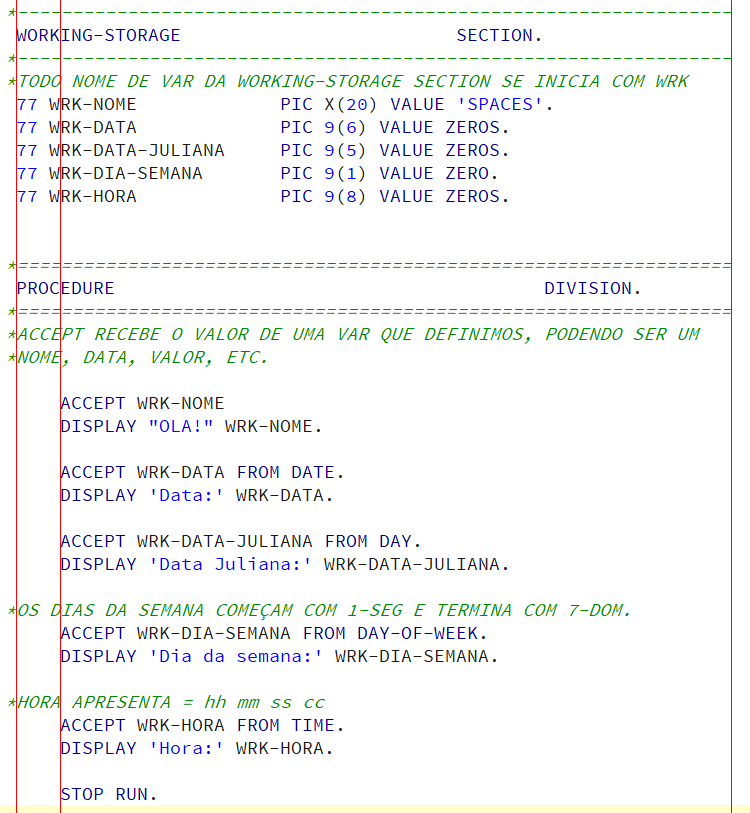 *-----------------------------------------------------------------
WORKING-STORAGE                         SECTION.
*-----------------------------------------------------------------
*TODO NOME DE VAR DA WORKING-STORAGE SECTION SE INICIA COM WRK
77 WRK-NOME             PIC X(20) VALUE 'SPACES'.
77 WRK-DATA             PIC 9(6) VALUE ZEROS.
77 WRK-DATA-JULIANA     PIC 9(5) VALUE ZEROS.
77 WRK-DIA-SEMANA       PIC 9(1) VALUE ZERO.
77 WRK-HORA             PIC 9(8) VALUE ZEROS.
*=================================================================
PROCEDURE                                       DIVISION.
*=================================================================
*ACCEPT RECEBE O VALOR DE UMA VAR QUE DEFINIMOS, PODENDO SER UM
*NOME, DATA, VALOR, ETC.
ACCEPT WRK-NOME
DISPLAY "OLA!" WRK-NOME.
ACCEPT WRK-DATA FROM DATE.
DISPLAY 'Data:' WRK-DATA.
ACCEPT WRK-DATA-JULIANA FROM DAY.
DISPLAY 'Data Juliana:' WRK-DATA-JULIANA.
*OS DIAS DA SEMANA COMEÇAM COM 1-SEG E TERMINA COM 7-DOM.
ACCEPT WRK-DIA-SEMANA FROM DAY-OF-WEEK.
DISPLAY 'Dia da semana:' WRK-DIA-SEMANA.
*HORA APRESENTA = hh mm ss cc
ACCEPT WRK-HORA FROM TIME.
DISPLAY 'Hora:' WRK-HORA.
STOP RUN.